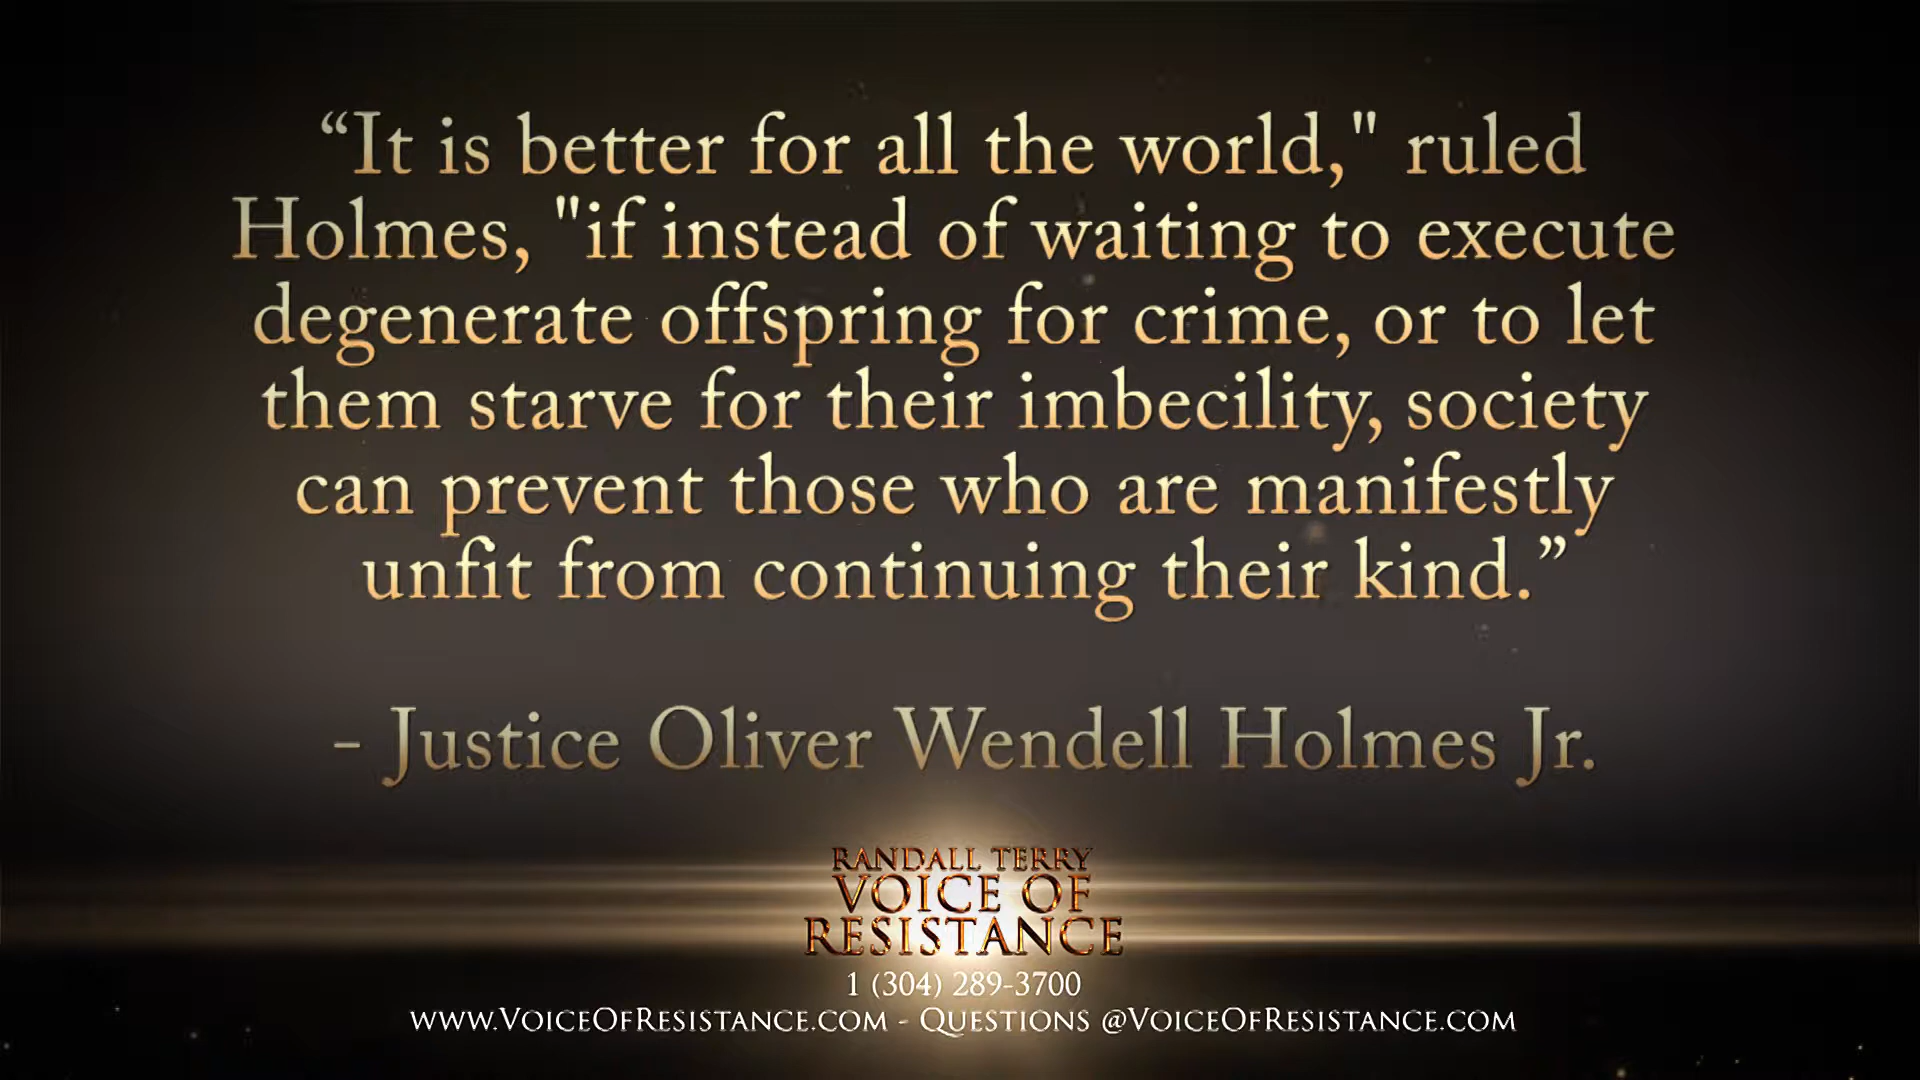 “It is better for all the world," ruled
Holmes, "if instead of waiting to execute
degenerate offspring for crime, or to let
them starve for their imbecility, society
can prevent those who are manifestly
unfit from continuing their kind.”
- Justice Oliver Wendell Holmes Jr.
RANDALL TERRY
VOICE OF
RESISTANCE
1 (304) 289-3700
www.VoiceOfResistance.com - Questions @VoiceOfResistance.com